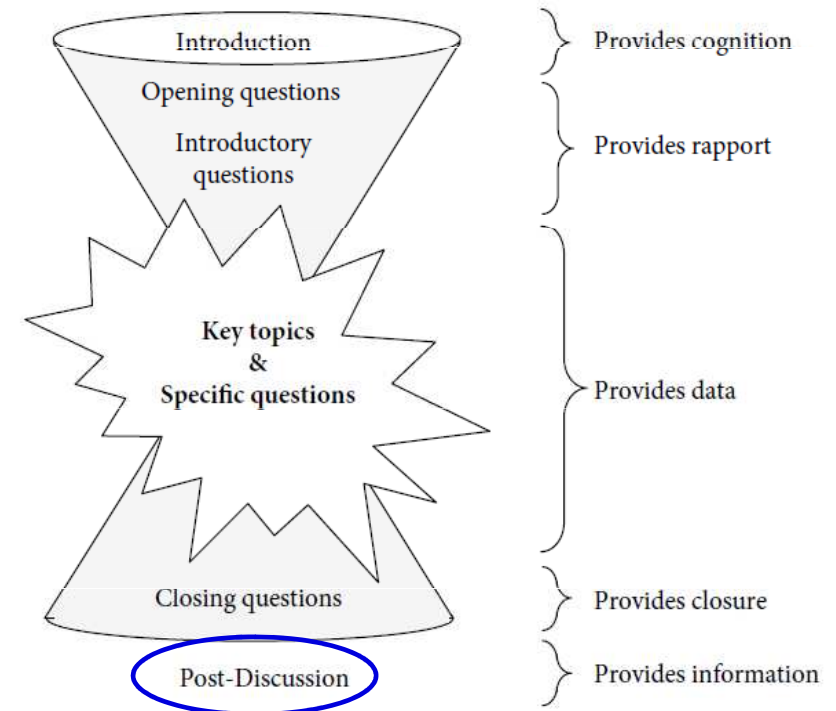 Introduction
Provides cognition
Opening questions
Introductory
questions
Provides rapport
Key topics
&
Specific questions
Provides data
Closing questions
Provides closure
Post-Discussion
Provides information